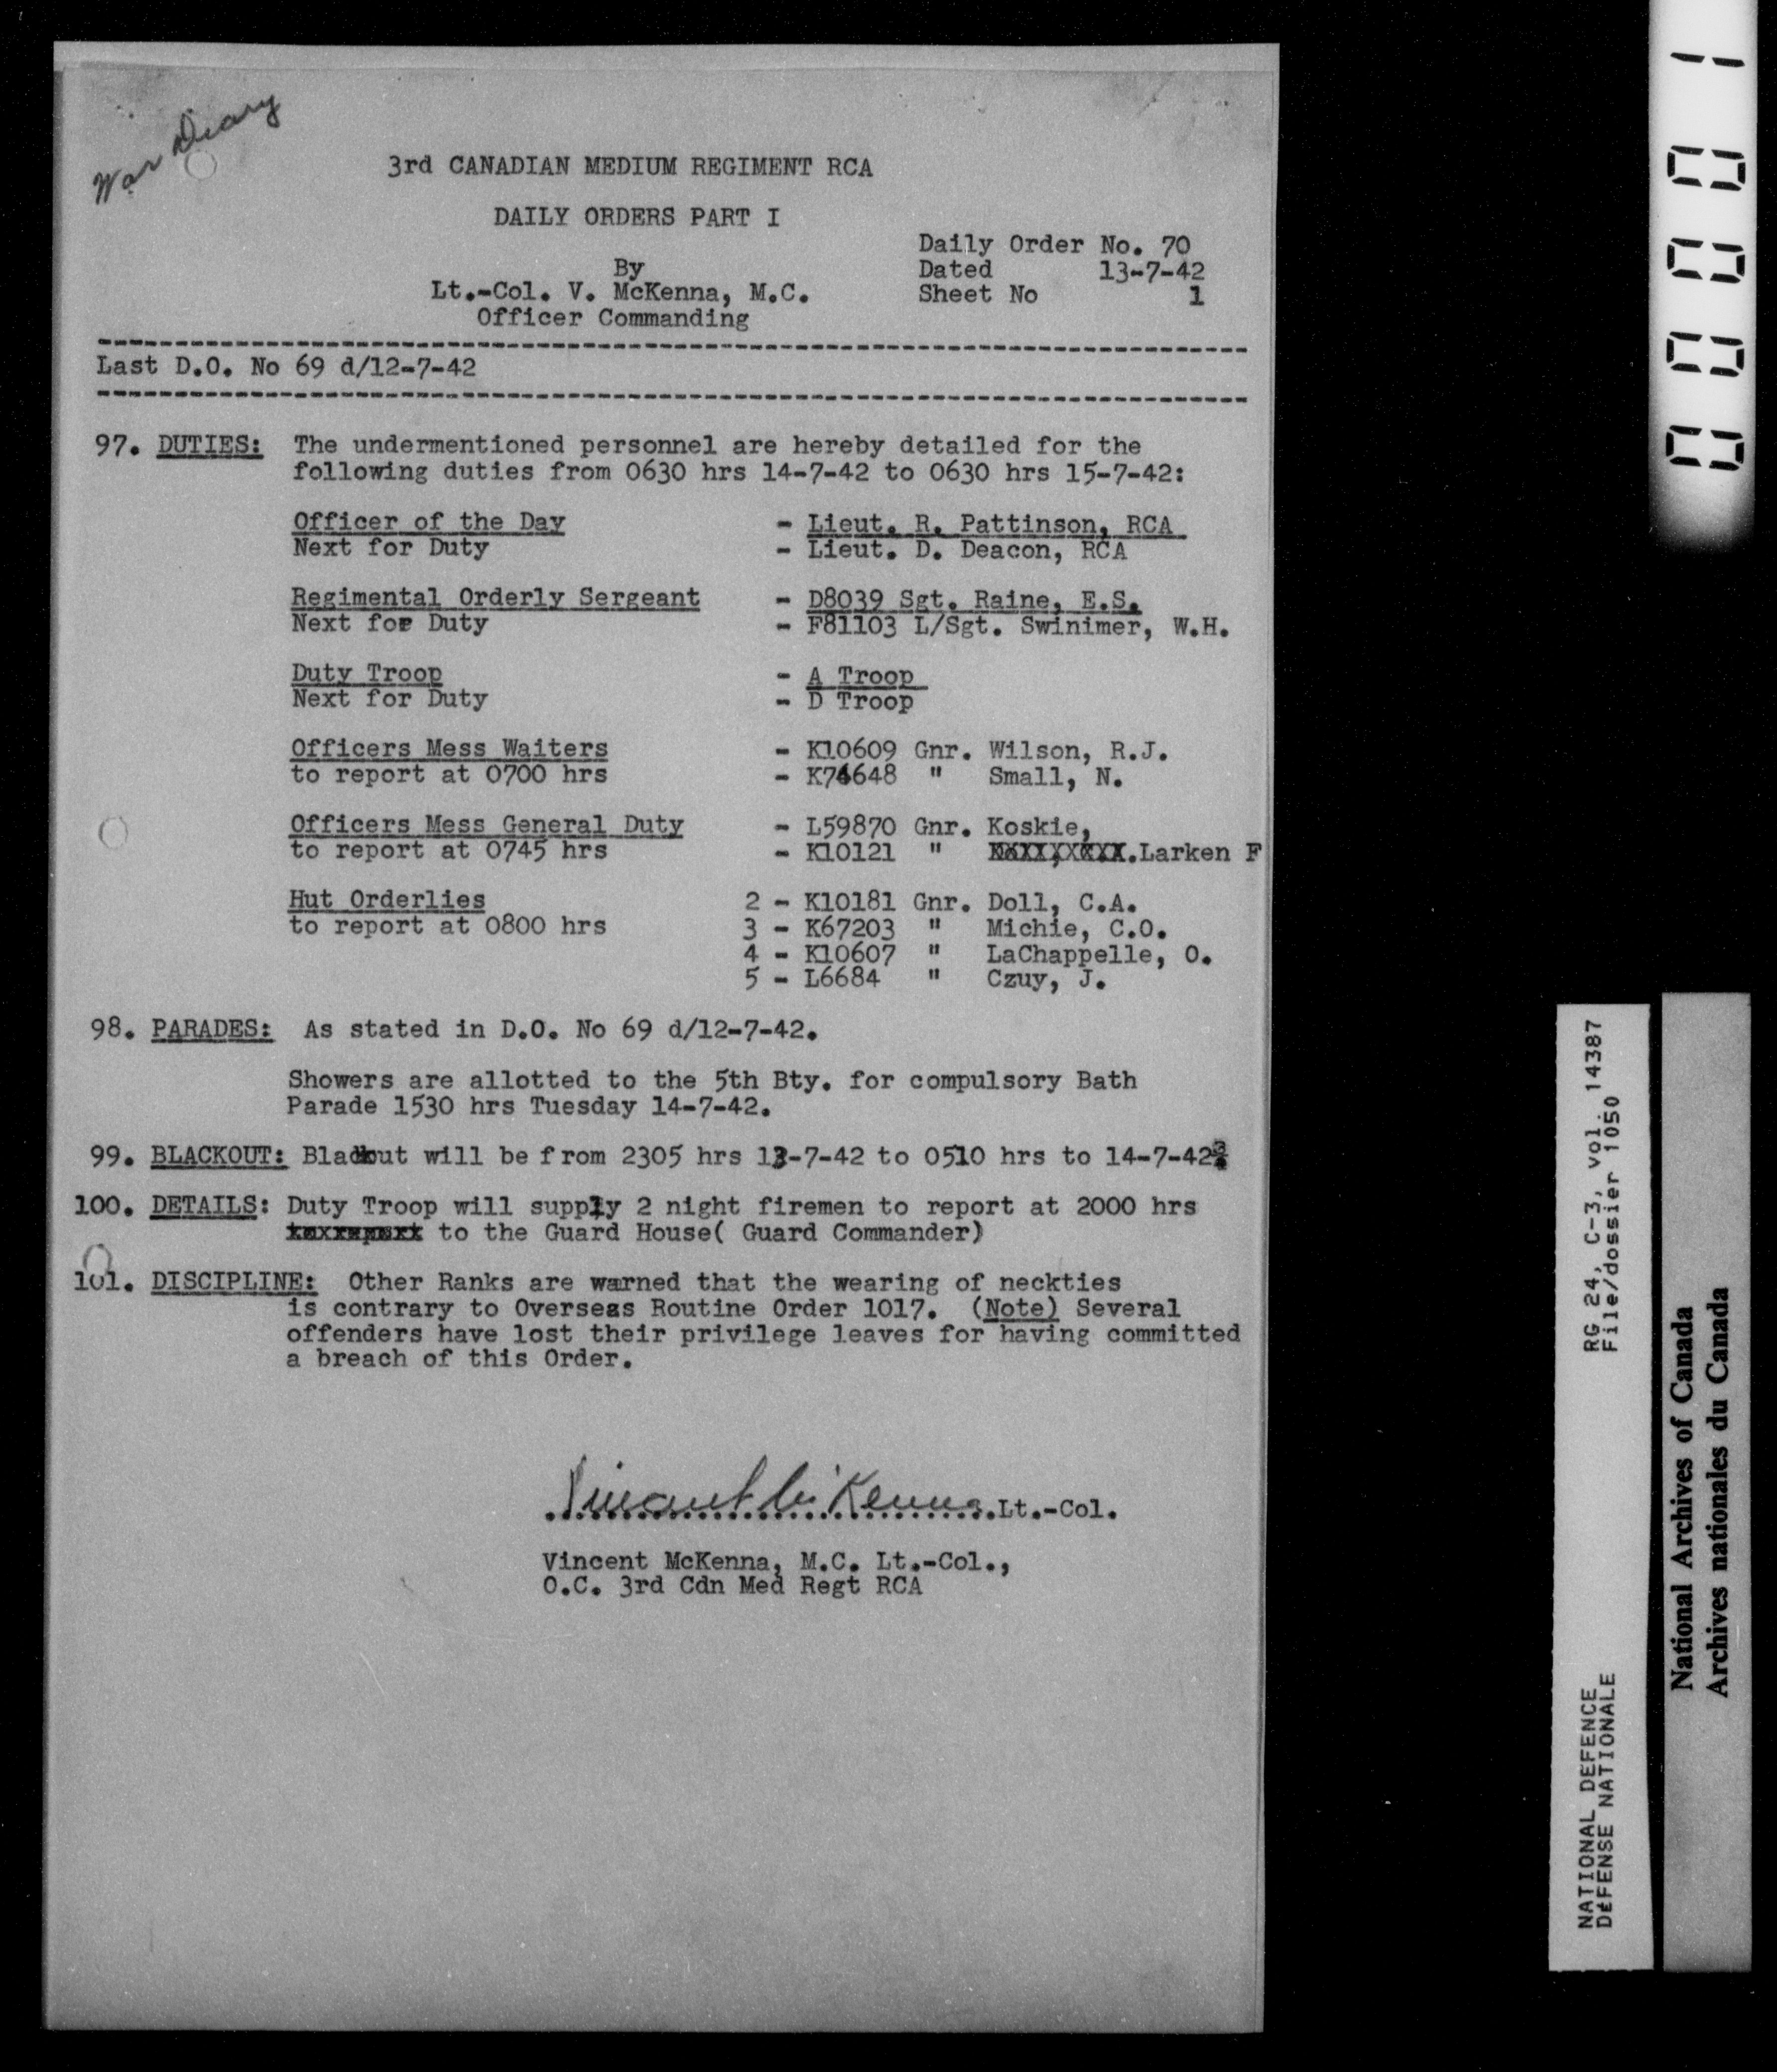 War Diary
3rd CANADIAN MEDIUM REGIMENT RCA
DAILY ORDERS PART I
Daily Order No. 70
By
Dated 13-7-42
Lt.-Col. V. McKenna, M.C.
Sheet No 1
Officer Commanding
Last D.O. No 69 d/12-7-42
97. DUTIES: The undermentioned personnel are hereby detailed for the
following duties from 0630 hrs 14-7-42 to 0630 hrs 15-7-42:
Officer of the Day - Lieut. R. Pattinson, RCA
Next for Duty - Lieut. D. Deacon, RCA
Regimental Orderly Sergeant - D8039 Sgt. Raine, E.S.
Next for Duty - F81103 L/Sgt. Swinimer, W.H.
Duty Troop - A Troop
Next for Duty - D Troop
Officers Mess Waiters - K10609 Gnr. Wilson, R.J.
to report at 0700 hrs - K74648 " Small, N.
Officers Mess General Duty - L59870 Gnr. Koskie,
to report at 0745 hrs - K10121 " Larken F
Hut Orderlies 2 - K10181 Gnr. Doll, C.A.
to report at 0800 hrs 3 - K67203 " Michie, C.O.
4 - K10607 " LaChappelle, O.
5 - L6684 " Czuy, J.
98. PARADES: As stated in D.O. No 69 d/12-7-42.
Showers are allotted to the 5th Bty. for compulsory Bath
Parade 1530 hrs Tuesday 14-7-42.
99. BLACKOUT: Blackout will be from 2305 hrs 13-7-42 to 0510 hrs to 14-7-42
100. DETAILS: Duty Troop will supply 2 night firemen to report at 2000 hrs
to the Guard House( Guard Commander)
101. DISCIPLINE: Other Ranks are warned that the wearing of neckties
is contrary to Overseas Routine Order 1017. (Note) Several
offenders have lost their privilege leaves for having committed
a breach of this Order.
Vincent McKenna Lt.-Col.
Vincent McKenna, M.C. Lt.-Col.,
O.C. 3rd Cdn Med Regt RCA
00001
RG 24, C-3, vol. 14387
File/dossier 1050
NATIONAL DEFENCE
DEFENSE NATIONALE
National Archives of Canada
Archives nationales du Canada